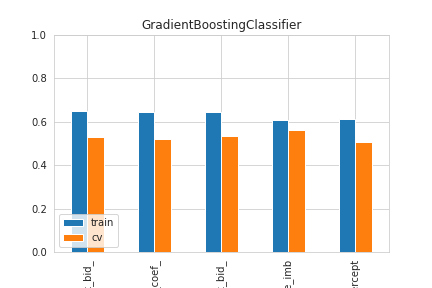 GradientBoostingClassifier
1.0
0.8
0.6
0.4
0.2
0.0
train
cv
_bid_
coef_
_bid_
e_imb
ercept